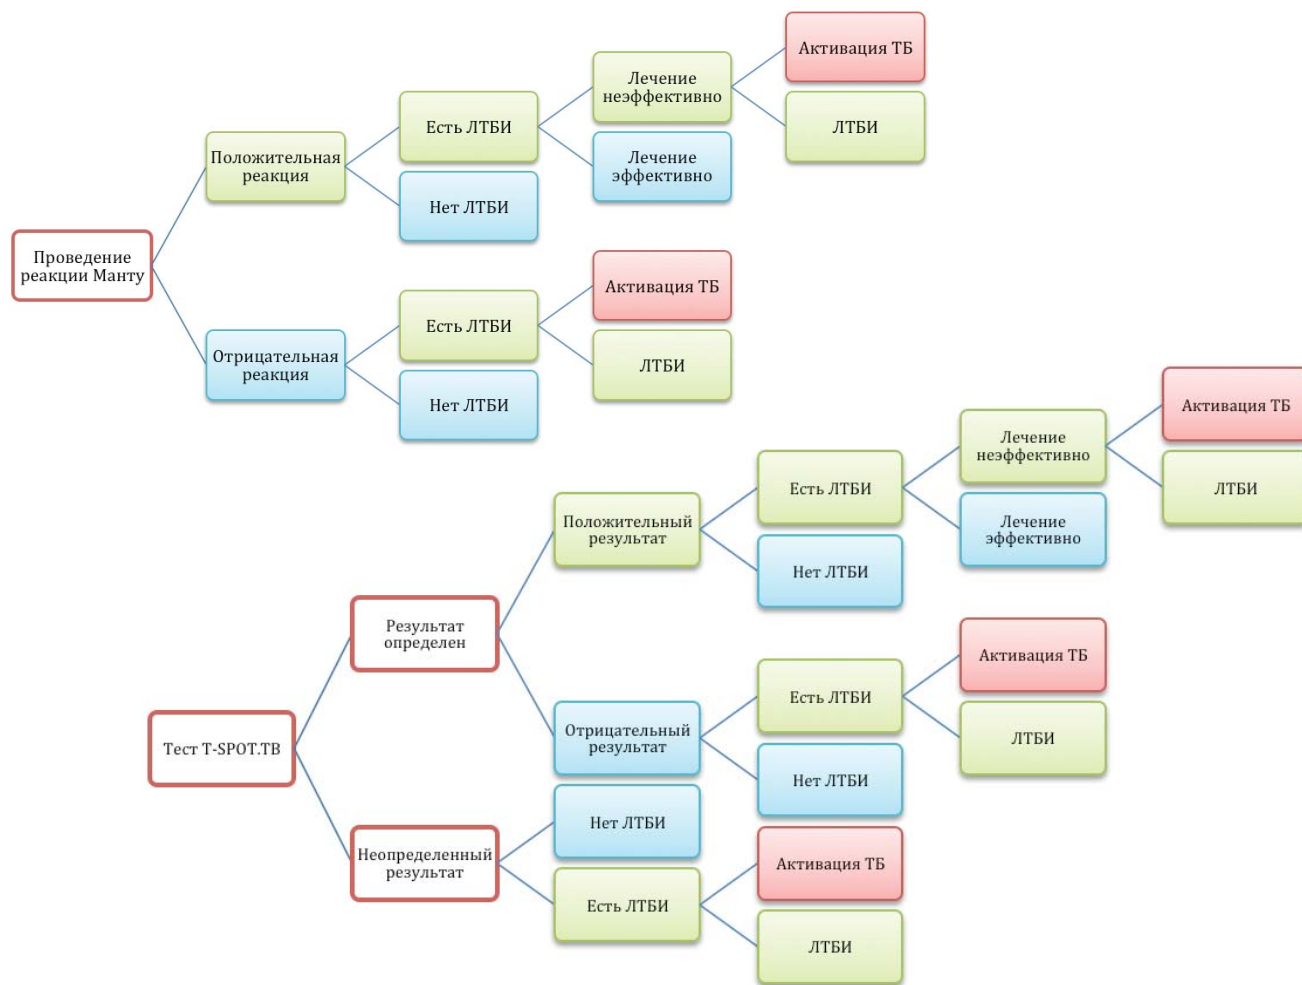 Активация ТБ
Лечение
неэффективно
ЛТБИ
Есть ЛТБИ
Лечение
эффективно
Положительная
реакция
Нет ЛТБИ
Проведение
реакции Манту
Активация ТБ
Есть ЛТБИ
ЛТБИ
Отрицательная
реакция
Нет ЛТБИ
Активация ТБ
Лечение
неэффективно
ЛТБИ
Есть ЛТБИ
Лечение
эффективно
Положительный
результат
Нет ЛТБИ
Результат
определен
Активация ТБ
Есть ЛТБИ
ЛТБИ
Отрицательный
результат
Нет ЛТБИ
Тест T-SPOT.TB
Нет ЛТБИ
Неопределенный
результат
Активация ТБ
Есть ЛТБИ
ЛТБИ